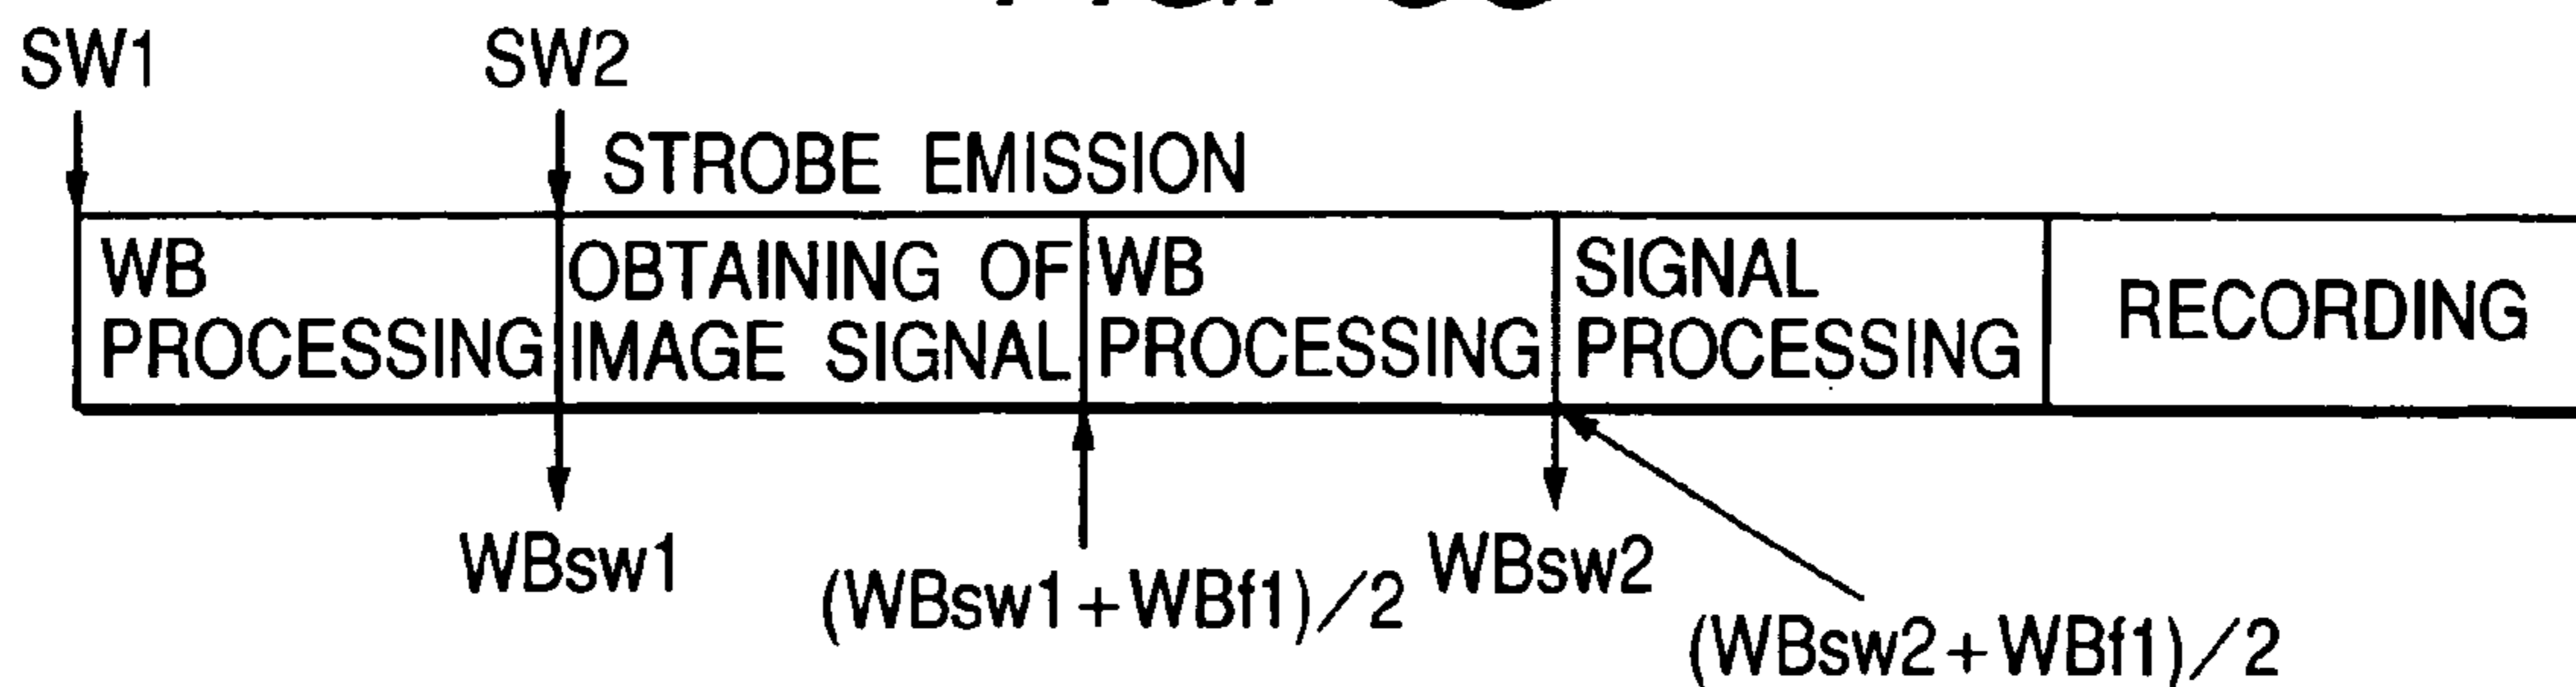 SW1 SW2
STROBE EMISSION
WB PROCESSING
OBTAINING OF IMAGE SIGNAL
WB PROCESSING
SIGNAL PROCESSING
RECORDING
WBsw1
(WBsw1+WBf1)/2
WBsw2
(WBsw2+WBf1)/2